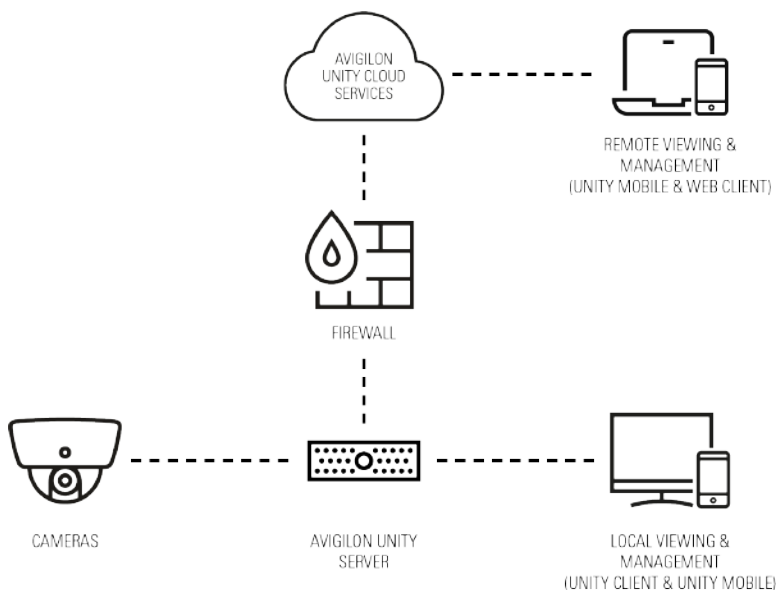 AVIGILON
UNITY CLOUD
SERVICES
REMOTE VIEWING &
MANAGEMENT
(UNITY MOBILE & WEB CLIENT)
FIREWALL
CAMERAS
AVIGILON UNITY
SERVER
LOCAL VIEWING &
MANAGEMENT
(UNITY CLIENT & UNITY MOBILE)